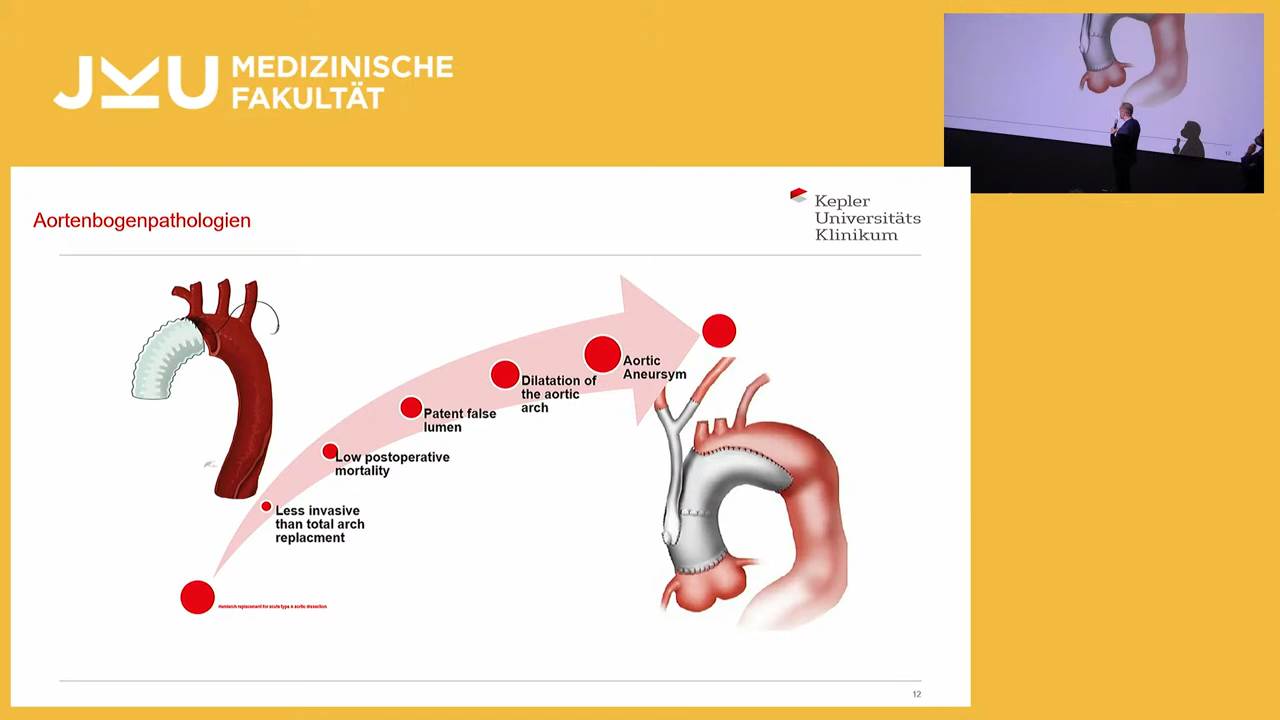 JKU MEDIZINISCHE
FAKULTÄT
Aortenbogenpathologien
Kepler
Universitäts
Klinikum
Aortic
Aneursym
Dilatation of
the aortic
arch
Patent false
lumen
Low postoperative
mortality
Less invasive
than total arch
replacment
Hemiarch replacement for acute type A aortic dissection
12
12